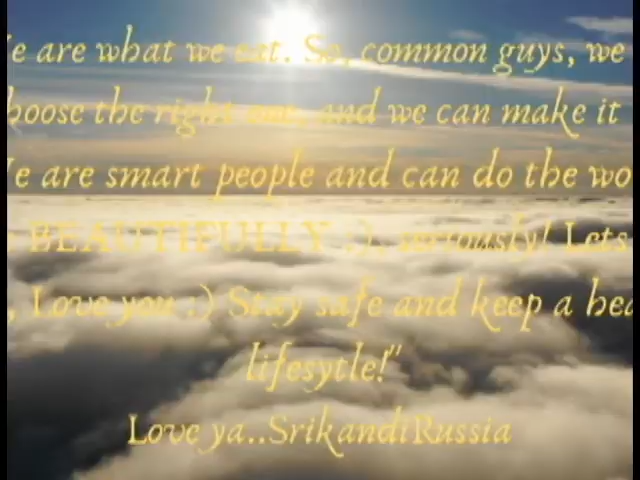 e are what we eat. So, common guys, we
hoose the right one, and we can make it
e are smart people and can do the wo
BEAUTIFULLY :), seriously! Lets
, Love you :) Stay safe and keep a hea
lifesytle!"
Love ya..SrikandiRussia